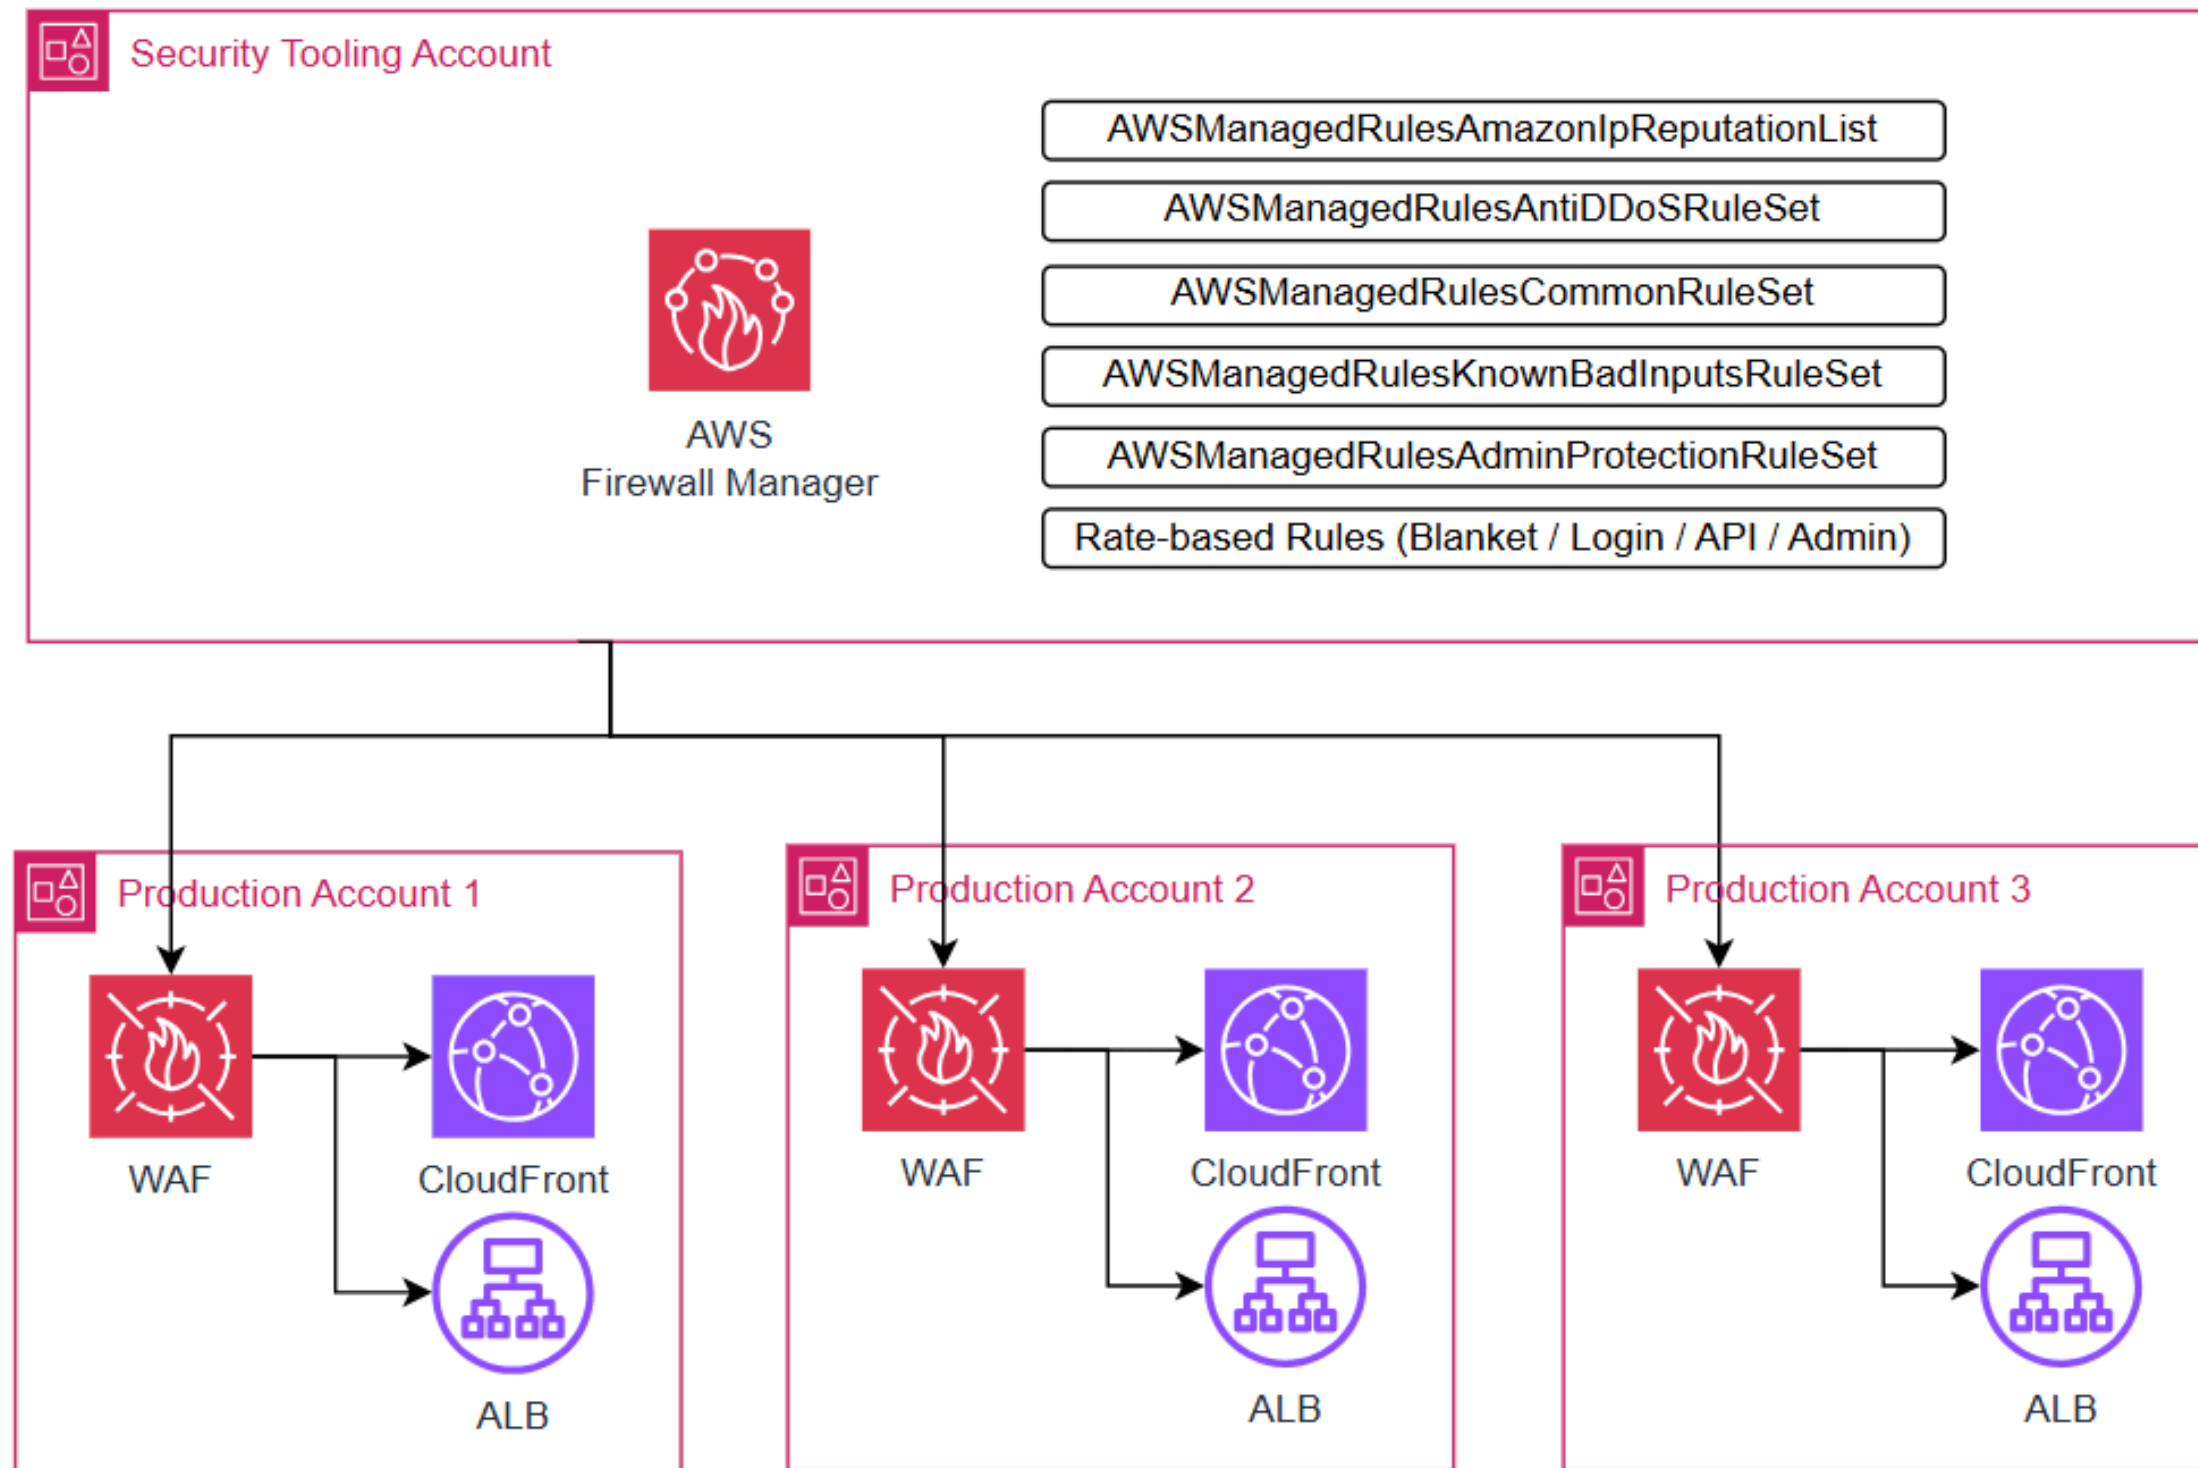 Security Tooling Account
AWSManagedRulesAmazonIpReputationList
AWSManagedRulesAntiDDoSRuleSet
AWSManagedRulesCommonRuleSet
AWSManagedRulesKnownBadInputsRuleSet
AWSManagedRulesAdminProtectionRuleSet
Rate-based Rules (Blanket / Login / API / Admin)
AWS
Firewall Manager
Production Account 1
WAF
CloudFront
ALB
Production Account 2
WAF
CloudFront
ALB
Production Account 3
WAF
CloudFront
ALB